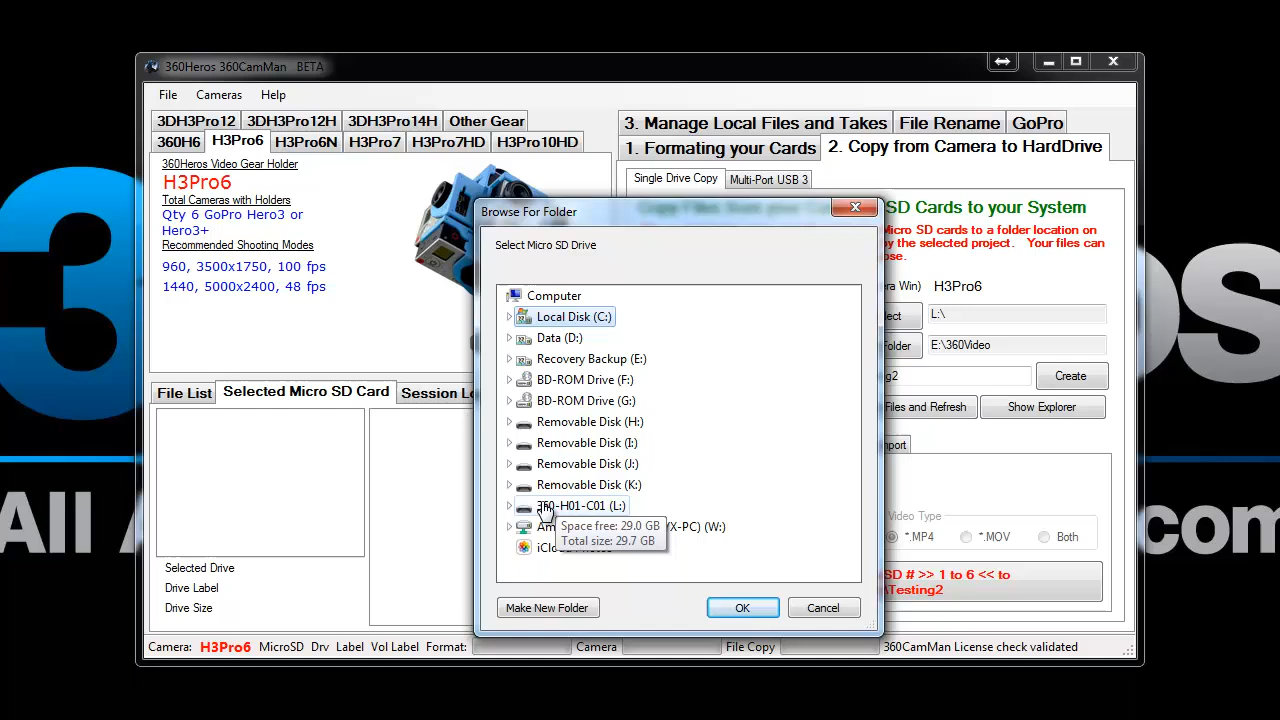 360Heros 360CamMan BETA
File Cameras Help
3DH3Pro12 3DH3Pro12H 3DH3Pro14H Other Gear
360H6 H3Pro6 H3Pro6N H3Pro7 H3Pro7HD H3Pro10HD
3. Manage Local Files and Takes File Rename GoPro
1. Formating your Cards 2. Copy from Camera to HardDrive
Single Drive Copy Multi-Port USB 3
360Heros Video Gear Holder
H3Pro6
Total Cameras with Holders
Qty 6 GoPro Hero3 or
Hero3+
Recommended Shooting Modes
960, 3500x1750, 100 fps
1440, 5000x2400, 48 fps
File List Selected Micro SD Card Session Lo
Selected Drive
Drive Label
Drive Size
Browse For Folder
Select Micro SD Drive
Computer
Local Disk (C:)
Data (D:)
Recovery Backup (E:)
BD-ROM Drive (F:)
BD-ROM Drive (G:)
Removable Disk (H:)
Removable Disk (I:)
Removable Disk (J:)
Removable Disk (K:)
360-H01-C01 (L:)
X-PC) (W:)
Space free: 29.0 GB
Total size: 29.7 GB
Make New Folder OK Cancel
SD Cards to your System
Micro SD cards to a folder location on
by the selected project. Your files can
H3Pro6
L:\
E:\360Video
Create
Files and Refresh Show Explorer
Video Type
*.MP4 *.MOV Both
SD # >> 1 to 6 << to
\Testing2
Camera: H3Pro6 MicroSD Drv Label Vol Label Format: Camera File Copy 360CamMan License check validated
3
os
All A
com